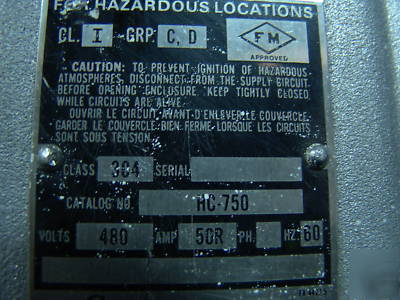 FOR HAZARDOUS LOCATIONS
CL. I - GRP C, D
FM
APPROVED
CAUTION: TO PREVENT IGNITION OF HAZARDOUS
ATMOSPHERES, DISCONNECT FROM THE SUPPLY CIRCUIT
BEFORE OPENING ENCLOSURE "KEEP TIGHTLY CLOSED
WHILE CIRCUITS ARE ALIVE."
OUVRIR LE CIRCUIT AVANT D'ENLEVER LE COUVERCLE.
GARDER LE COUVERCLE BIEN FERME LORSQUE LES CIRCUITS
SONT SOUS TENSION.
CLASS 304 SERIAL
CATALOG NO. HC-750
VOLTS 480 AMP 50R PH. HZ. 60